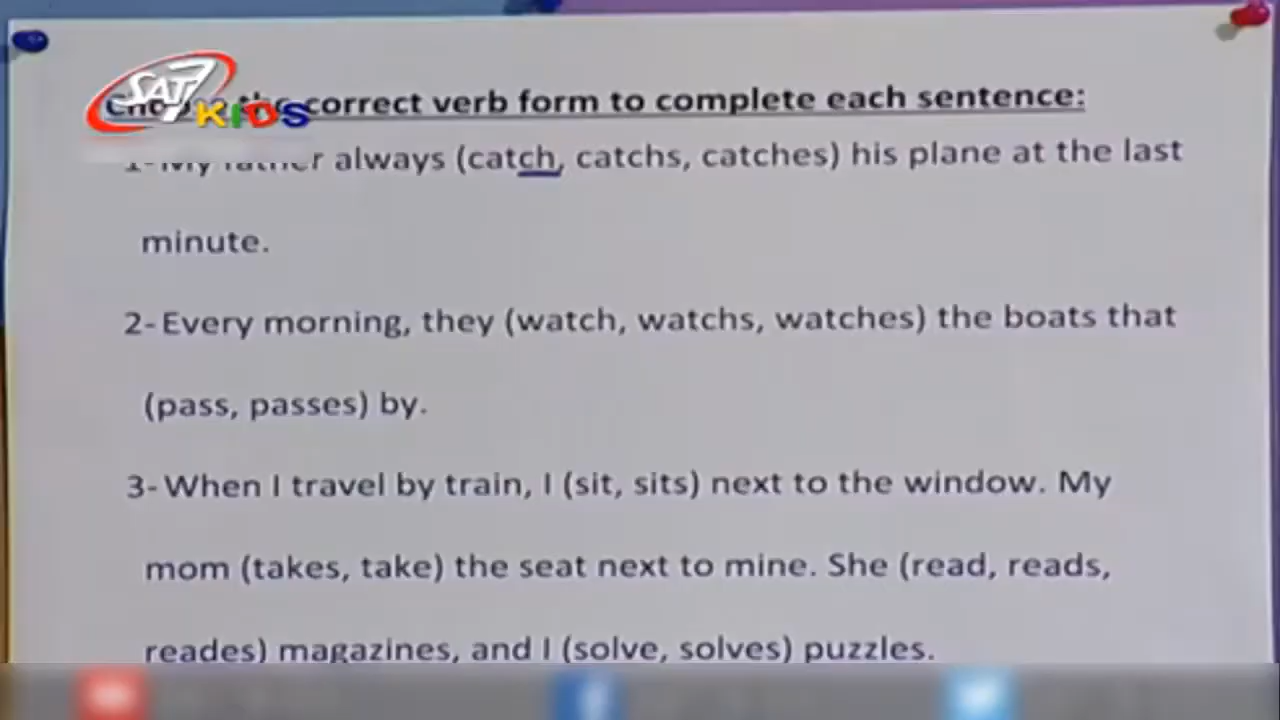 SAT7
KIDS
correct verb form to complete each sentence:
1- My father always (catch, catchs, catches) his plane at the last
minute.
2- Every morning, they (watch, watchs, watches) the boats that
(pass, passes) by.
3- When I travel by train, I (sit, sits) next to the window. My
mom (takes, take) the seat next to mine. She (read, reads,
reades) magazines, and I (solve, solves) puzzles.